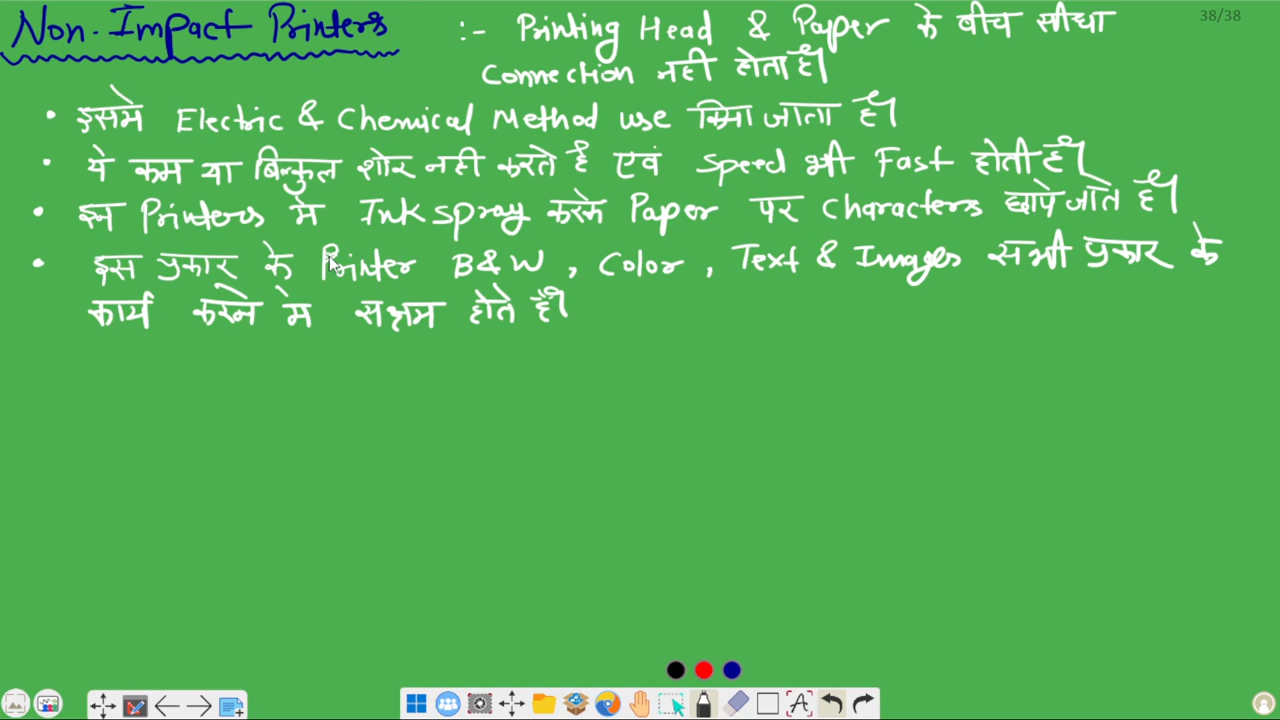 Non-Impact Printers :- Printing Head & Paper के बीच सीधा
Connection नही होता है।
• इसमे Electric & Chemical Method use किया जाता है।
• ये कम या बिल्कुल शोर नही करते है एवं Speed भी Fast होती है।
• इन Printers मे Ink spray करके Paper पर characters छापे जाते है।
• इस प्रकार के Printer B&W, Color, Text & Images सभी प्रकार के
कार्य करने मे सक्षम होते है।
38/38